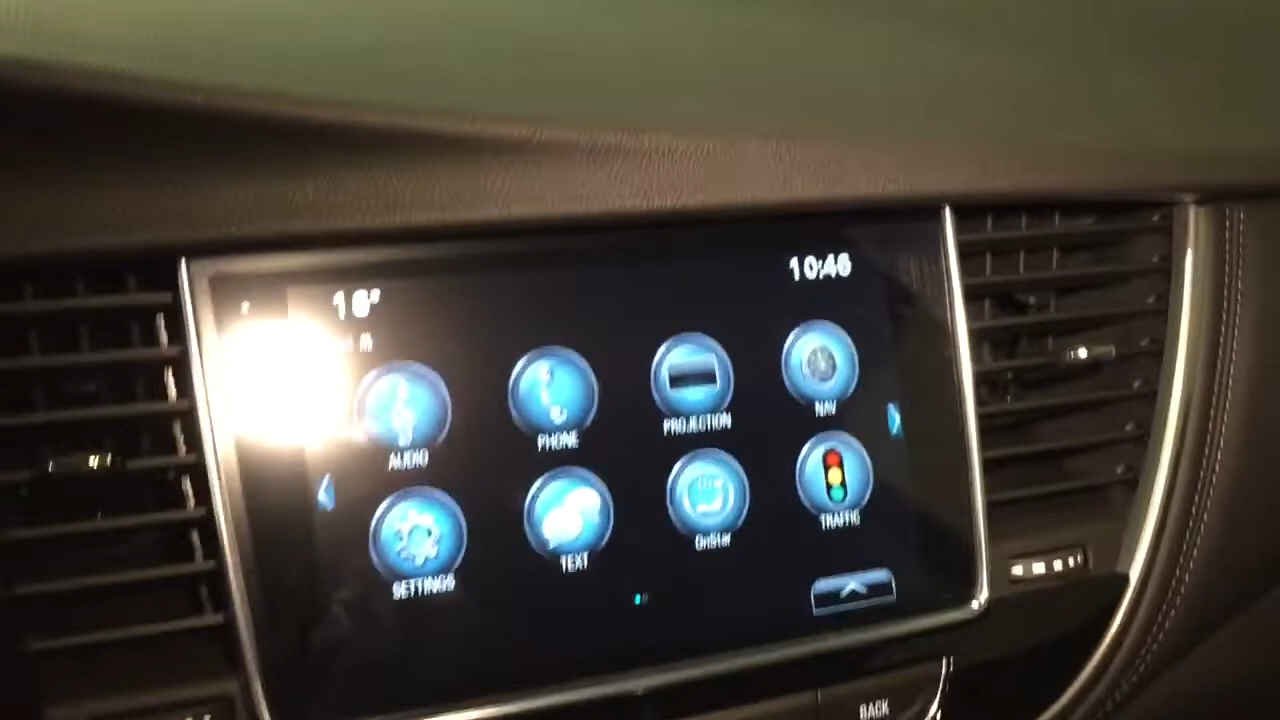 16°
10:46
AUDIO
PHONE
PROJECTION
NAV
SETTINGS
TEXT
OnStar
TRAFFIC
BACK